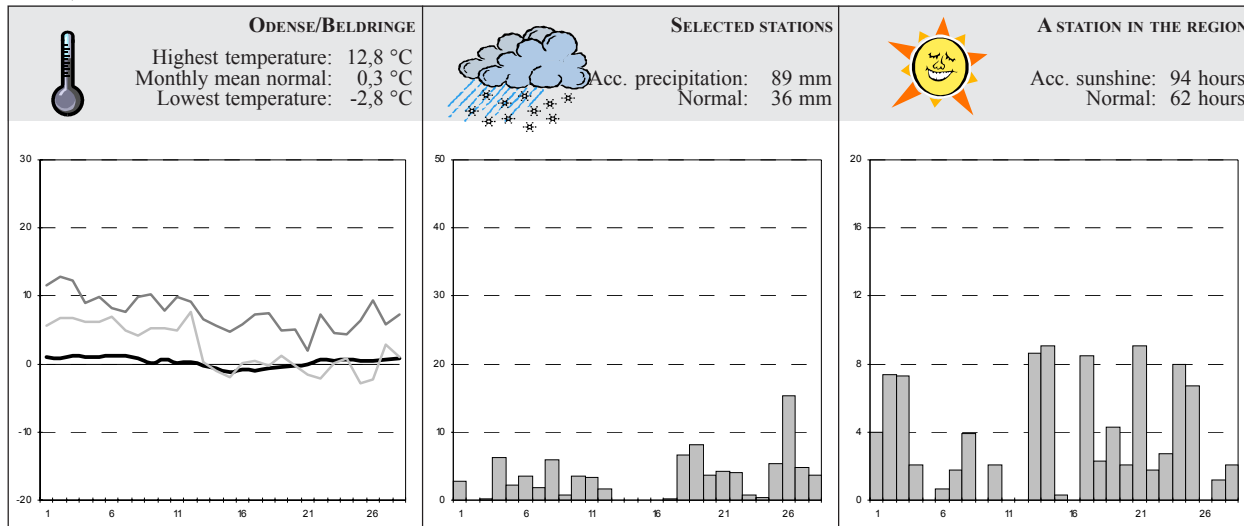 ODENSE/BELDRINGE
Highest temperature: 12,8 °C
Monthly mean normal: 0,3 °C
Lowest temperature: -2,8 °C
30
20
10
0
-10
-20
1 6 11 16 21 26
SELECTED STATIONS
Acc. precipitation: 89 mm
Normal: 36 mm
50
40
30
20
10
0
1 6 11 16 21 26
A STATION IN THE REGION
Acc. sunshine: 94 hours
Normal: 62 hours
20
16
12
8
4
0
1 6 11 16 21 26